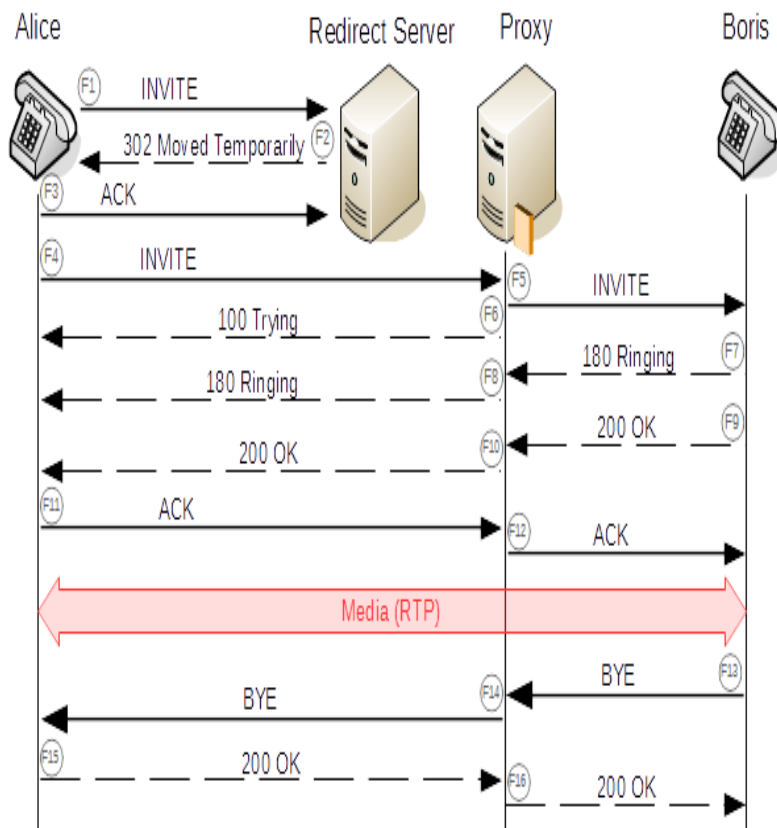 Alice
Redirect Server
Proxy
Boris
F1
INVITE
302 Moved Temporarily
F2
F3
ACK
F4
INVITE
F5
INVITE
100 Trying
F6
180 Ringing
F7
180 Ringing
F8
200 OK
F9
200 OK
F10
F11
ACK
F12
ACK
Media (RTP)
BYE
F13
BYE
F14
F15
200 OK
F16
200 OK